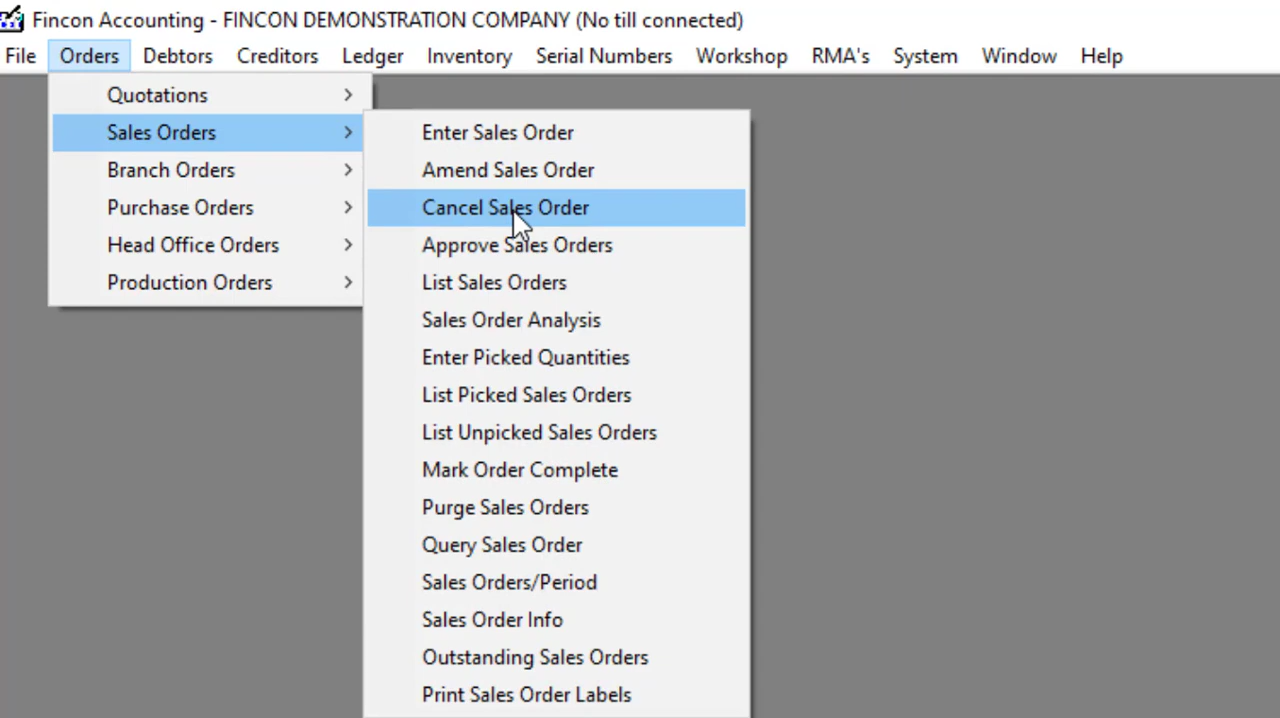 Fincon Accounting - FINCON DEMONSTRATION COMPANY (No till connected)
File Orders Debtors Creditors Ledger Inventory Serial Numbers Workshop RMA's System Window Help
Quotations
Sales Orders
Branch Orders
Purchase Orders
Head Office Orders
Production Orders
Enter Sales Order
Amend Sales Order
Cancel Sales Order
Approve Sales Orders
List Sales Orders
Sales Order Analysis
Enter Picked Quantities
List Picked Sales Orders
List Unpicked Sales Orders
Mark Order Complete
Purge Sales Orders
Query Sales Order
Sales Orders/Period
Sales Order Info
Outstanding Sales Orders
Print Sales Order Labels